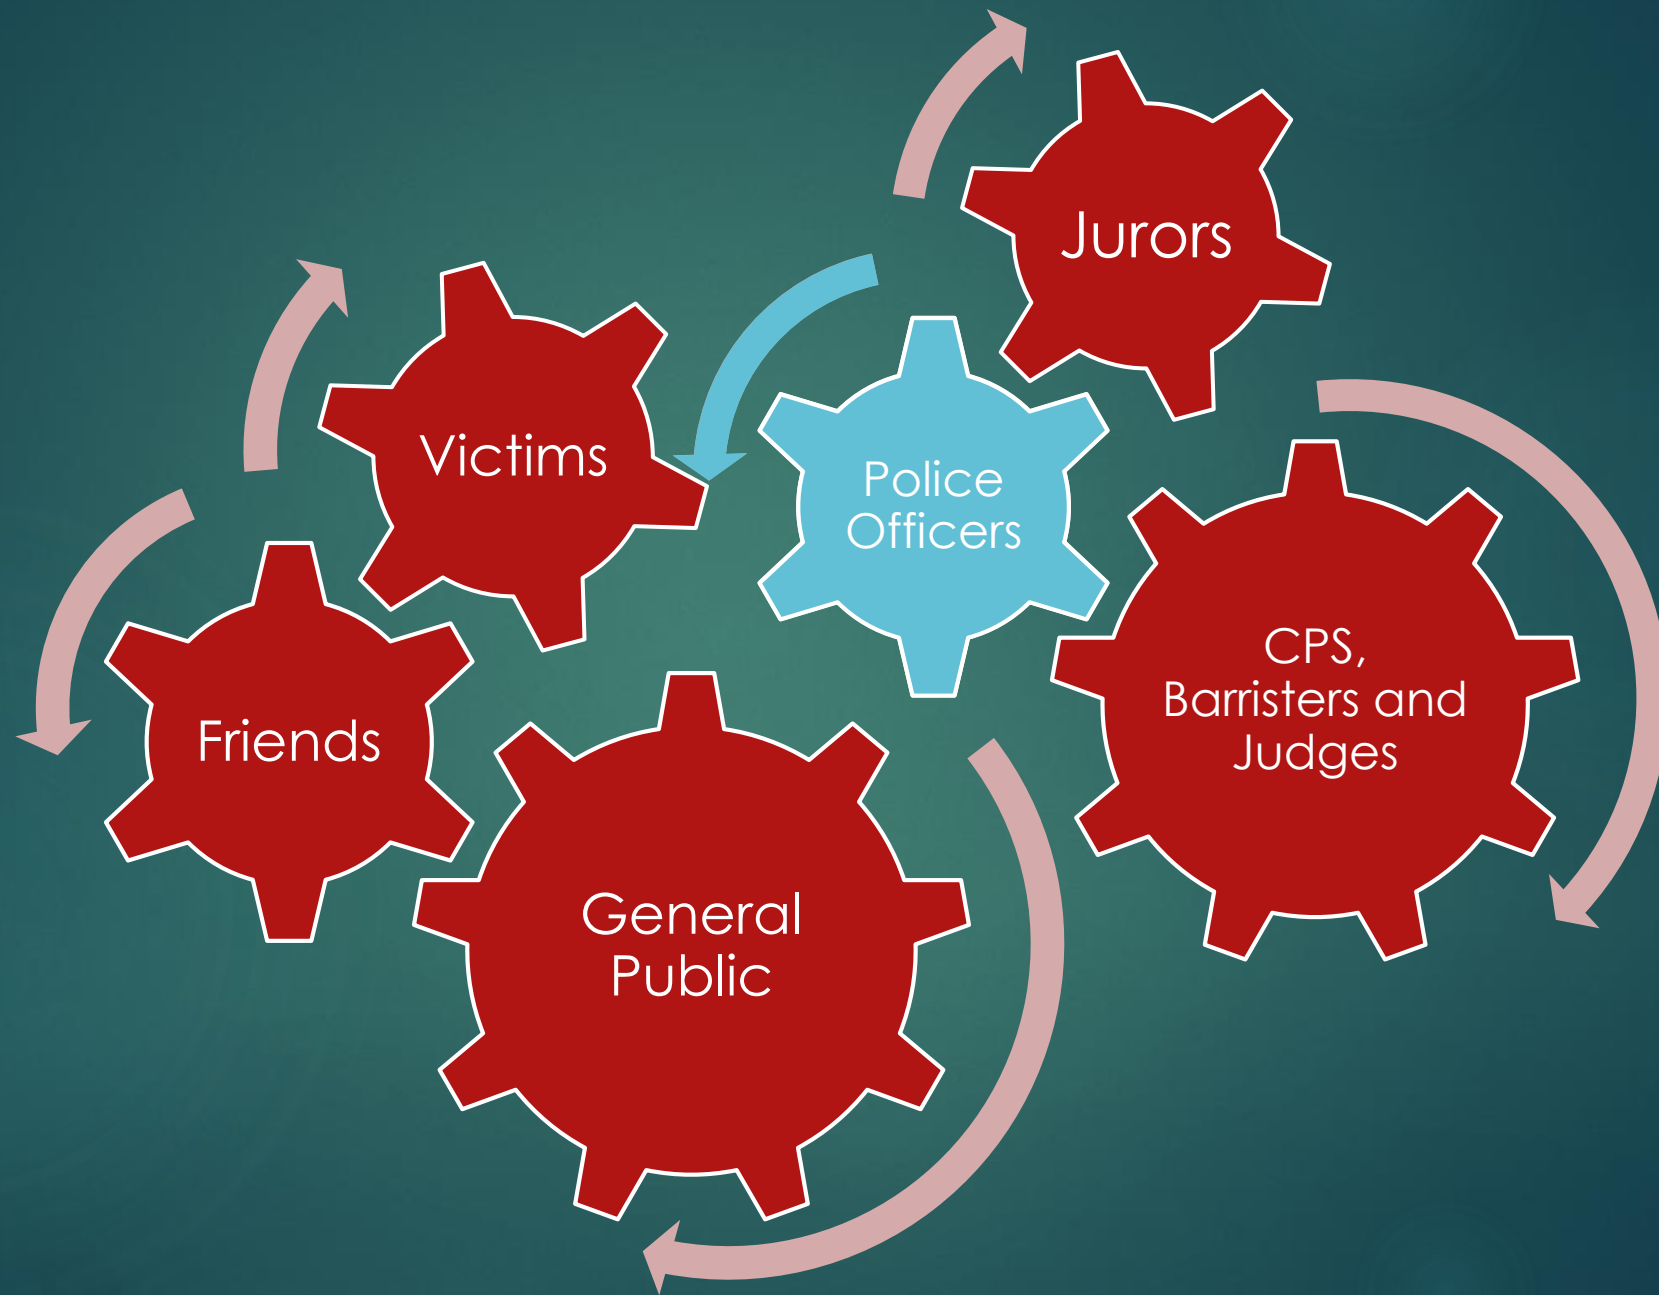 Jurors
Victims
Police
Officers
CPS,
Barristers and
Judges
Friends
General
Public